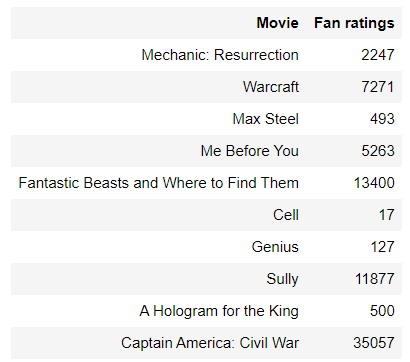 Movie Fan ratings
Mechanic: Resurrection 2247
Warcraft 7271
Max Steel 493
Me Before You 5263
Fantastic Beasts and Where to Find Them 13400
Cell 17
Genius 127
Sully 11877
A Hologram for the King 500
Captain America: Civil War 35057